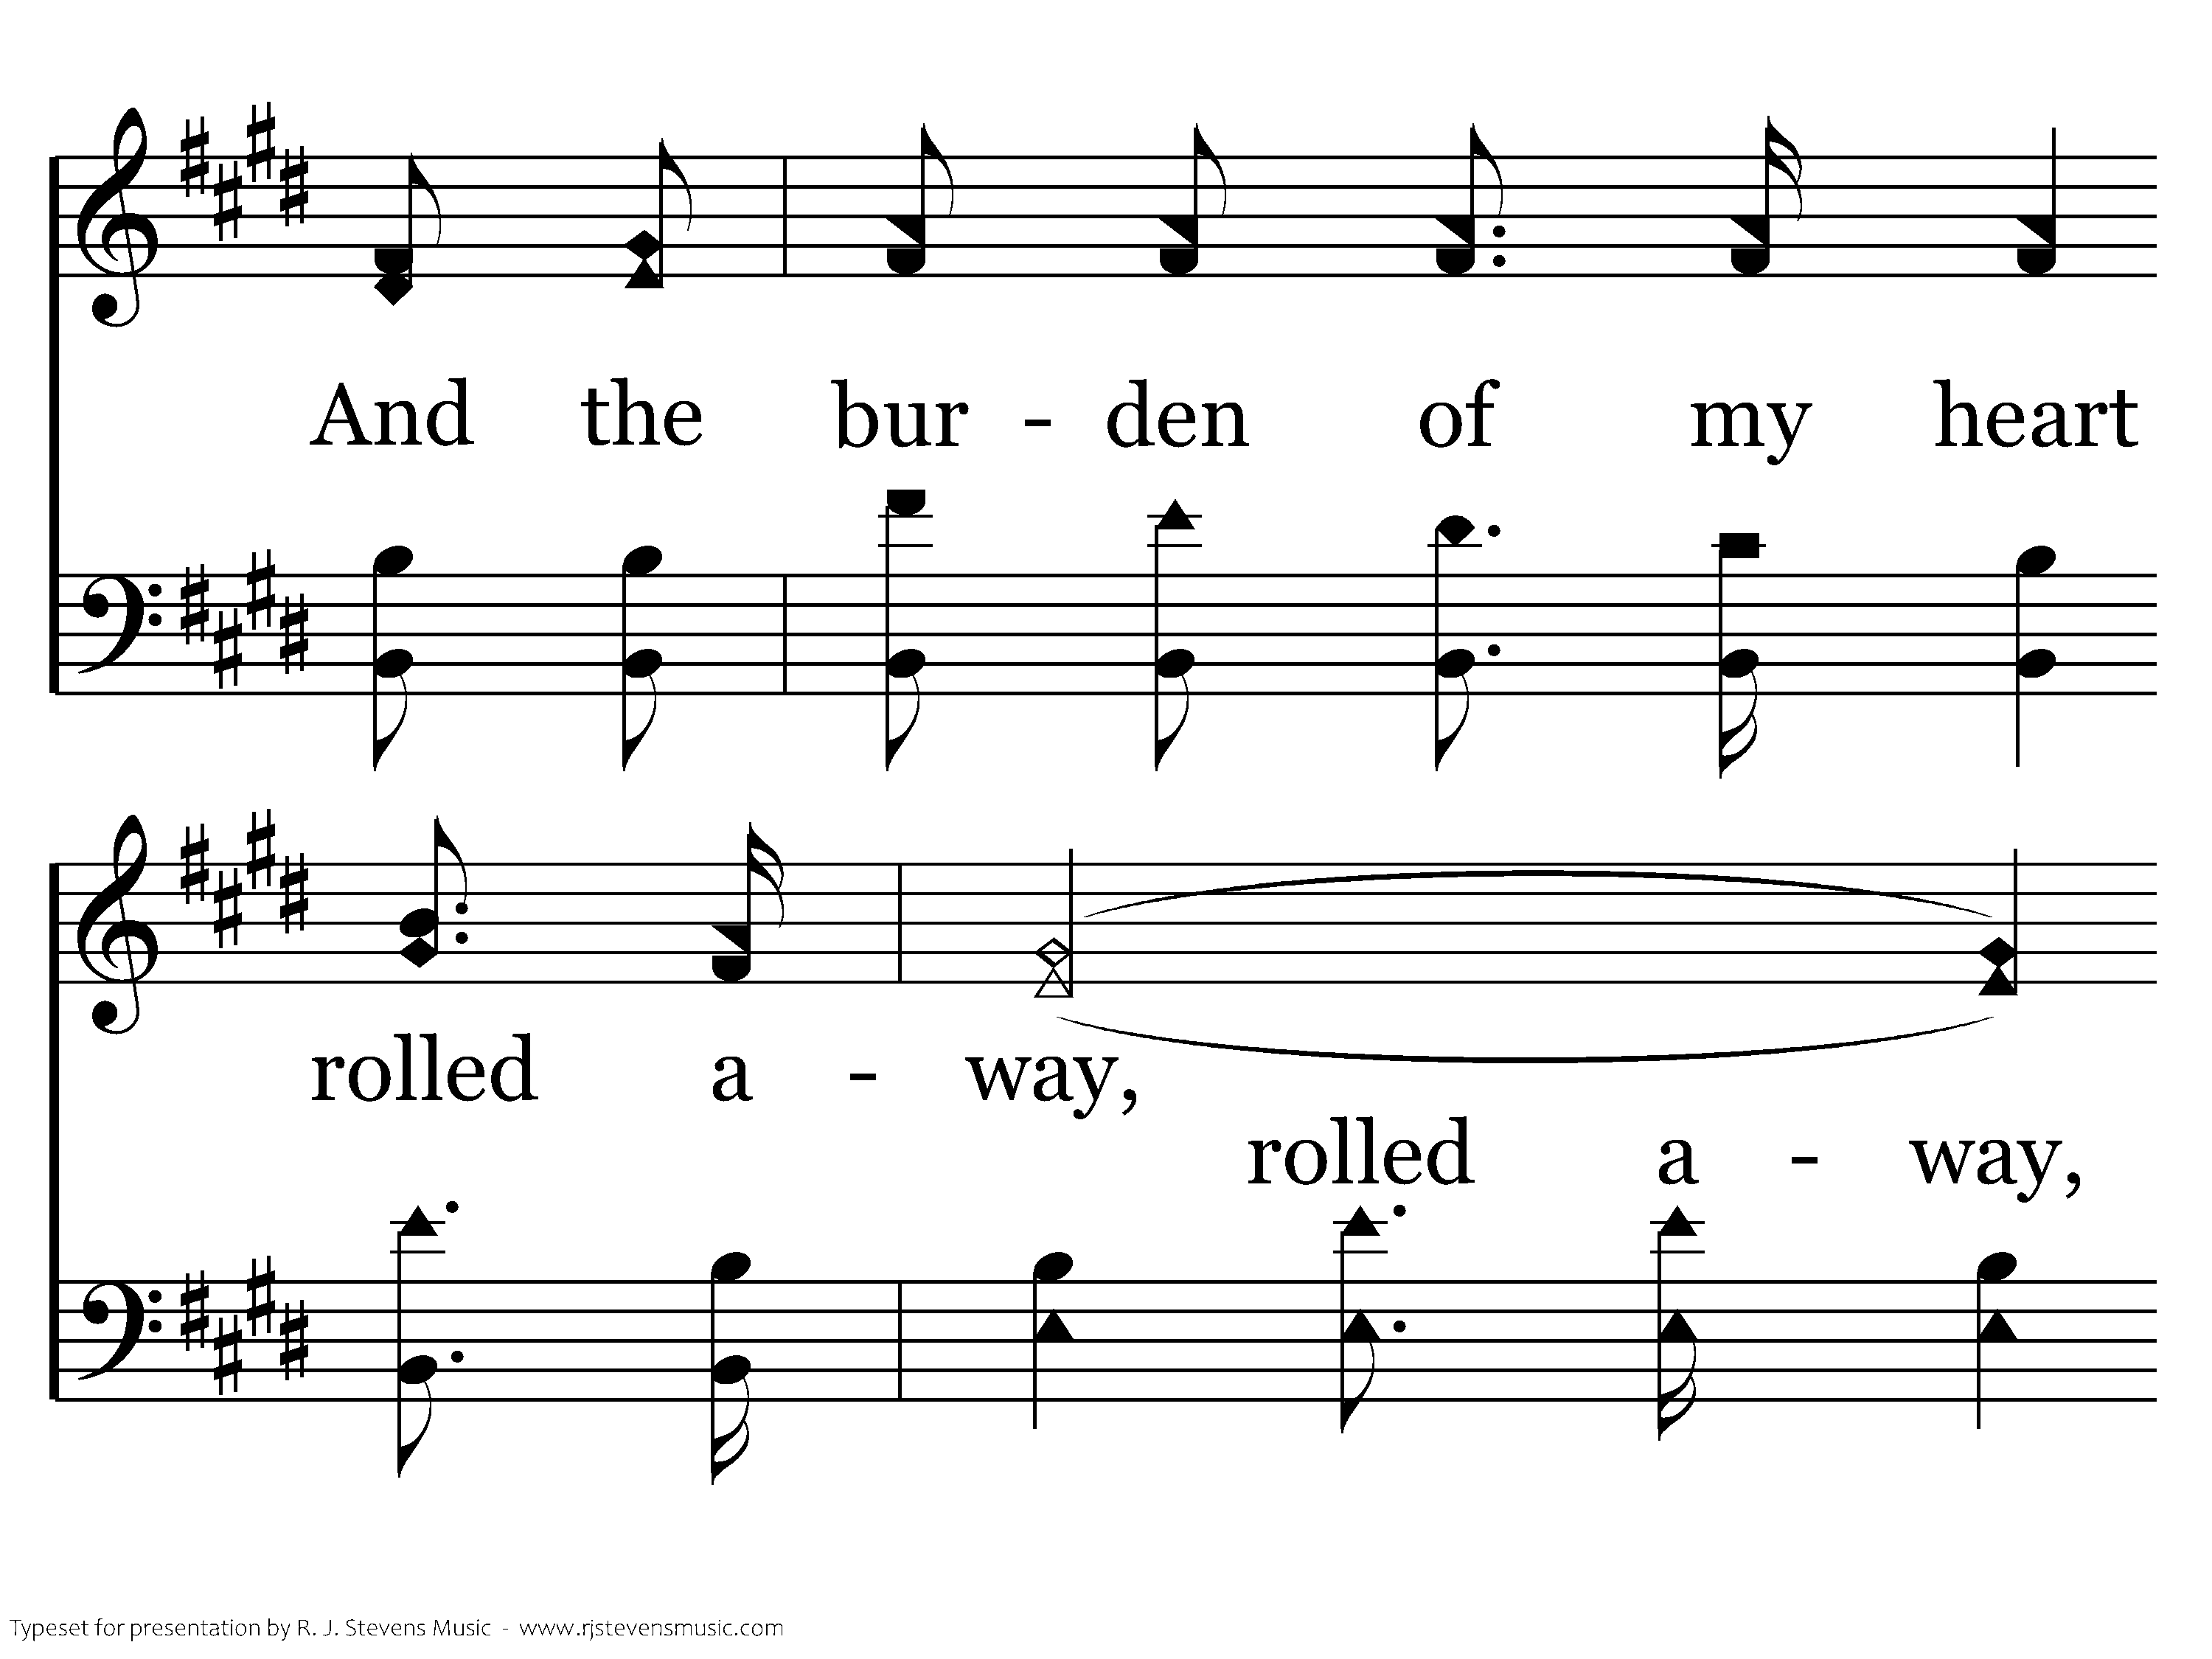 And the bur - den of my heart
rolled a - way,
rolled a - way,
Typeset for presentation by R. J. Stevens Music - www.rjstevensmusic.com